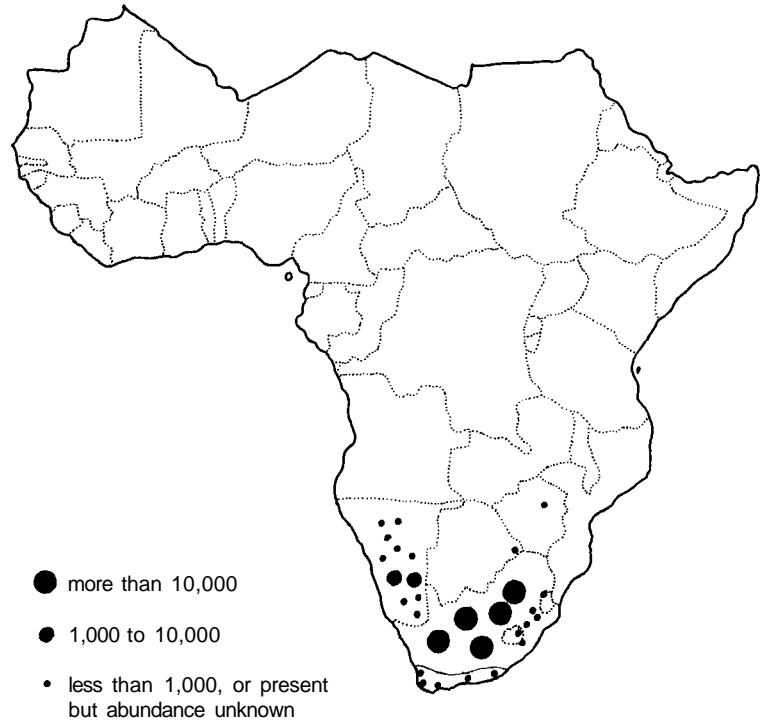 more than 10,000
1,000 to 10,000
less than 1,000, or present
but abundance unknown